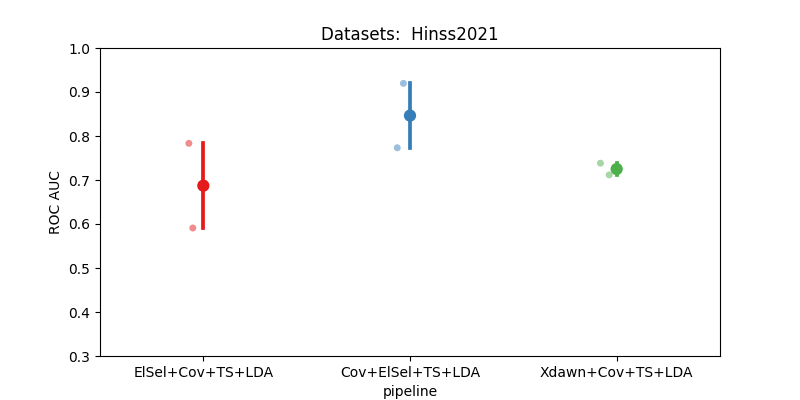 Datasets:  Hinss2021
1.0
0.9
0.8
0.7
0.6
0.5
0.4
0.3
ROC AUC
ElSel+Cov+TS+LDA
Cov+ElSel+TS+LDA
Xdawn+Cov+TS+LDA
pipeline